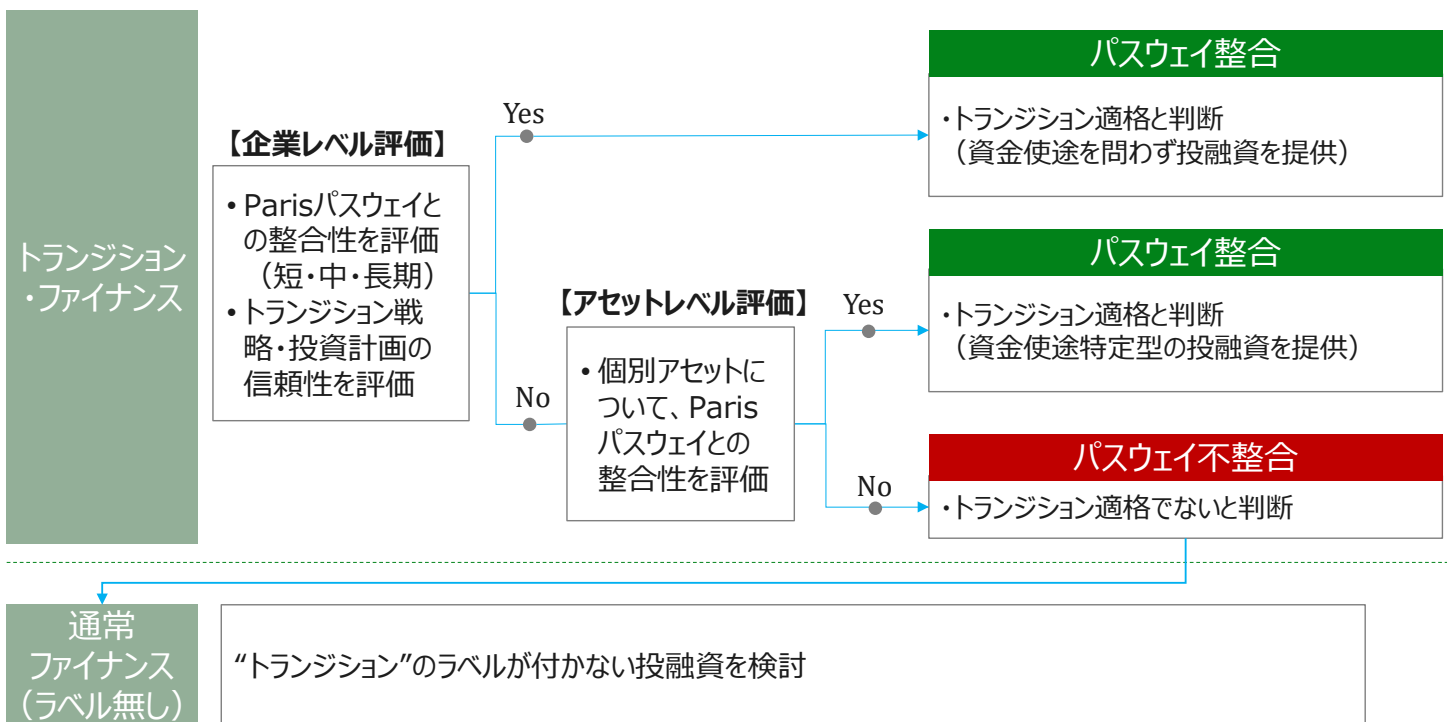 トランジション
・ファイナンス
【企業レベル評価】
• Parisパスウェイと
の整合性を評価
（短・中・長期）
• トランジション戦
略・投資計画の
信頼性を評価
Yes
No
【アセットレベル評価】
• 個別アセットに
ついて、Paris
パスウェイとの
整合性を評価
Yes
No
パスウェイ整合
・トランジション適格と判断
（資金使途を問わず投融資を提供）
パスウェイ整合
・トランジション適格と判断
（資金使途特定型の投融資を提供）
パスウェイ不整合
・トランジション適格でないと判断
通常
ファイナンス
（ラベル無し）
“トランジション”のラベルが付かない投融資を検討